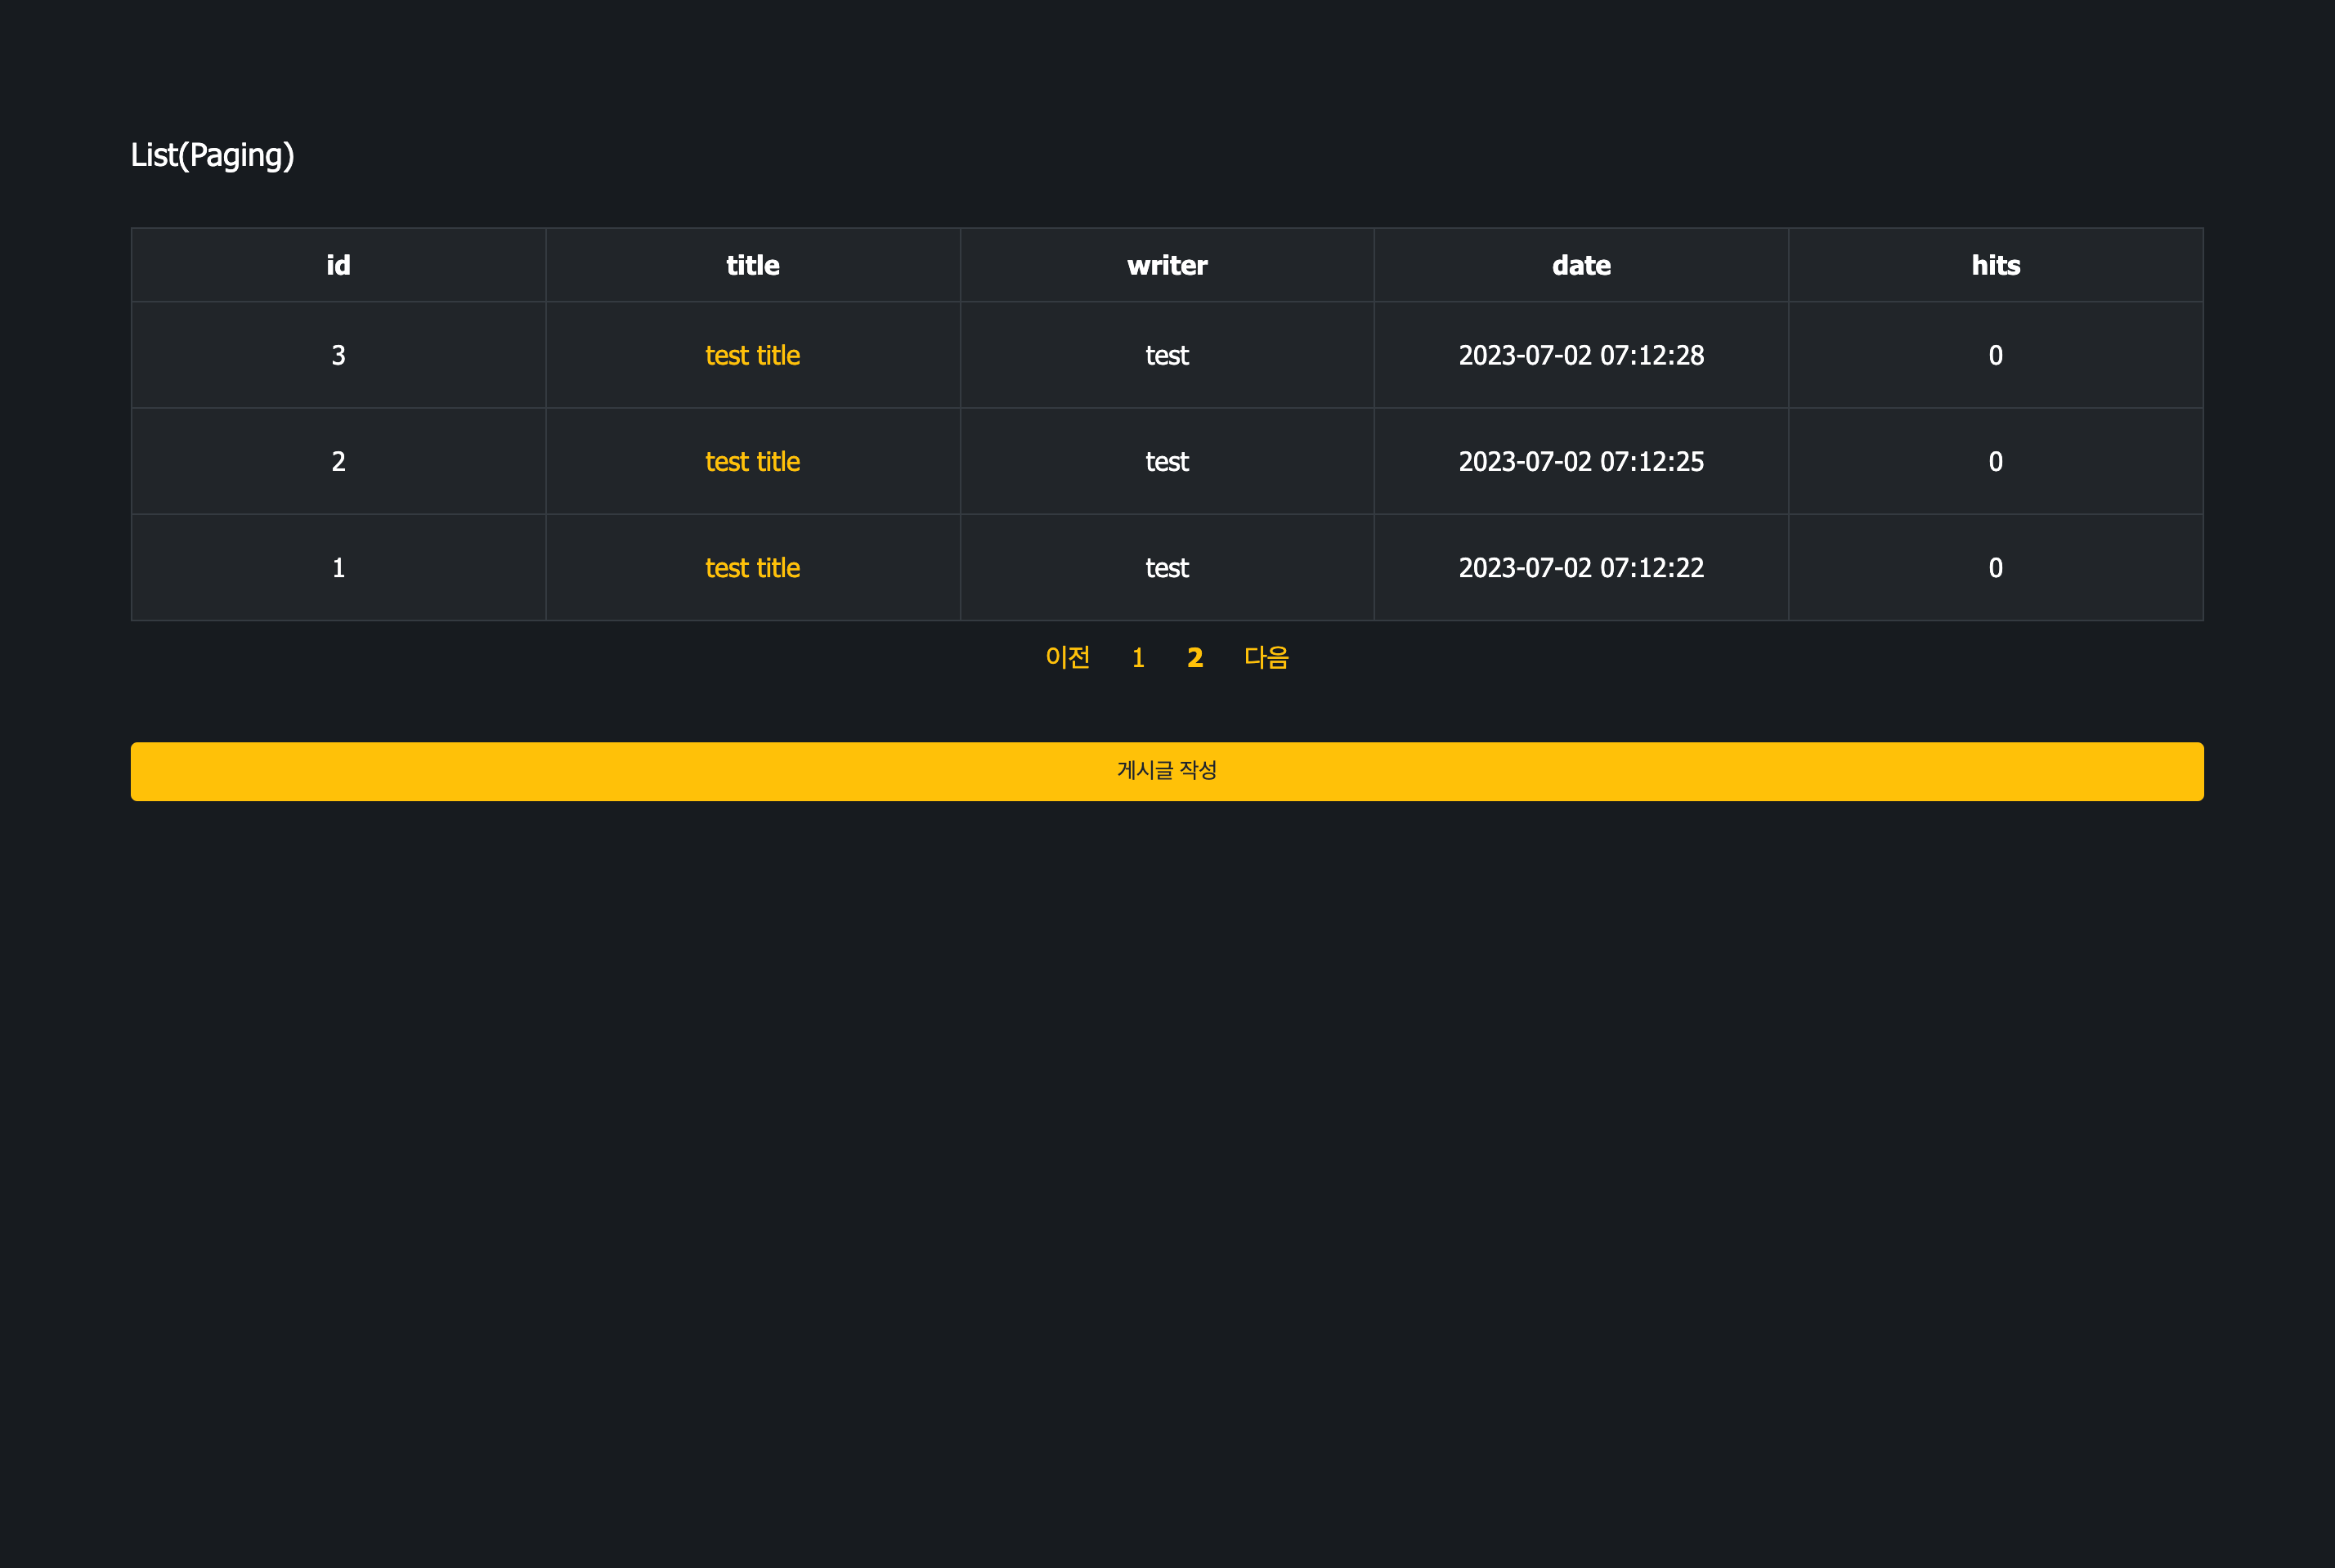 List(Paging)
id title writer date hits
3 test title test 2023-07-02 07:12:28 0
2 test title test 2023-07-02 07:12:25 0
1 test title test 2023-07-02 07:12:22 0
이전 1 2 다음
게시글 작성